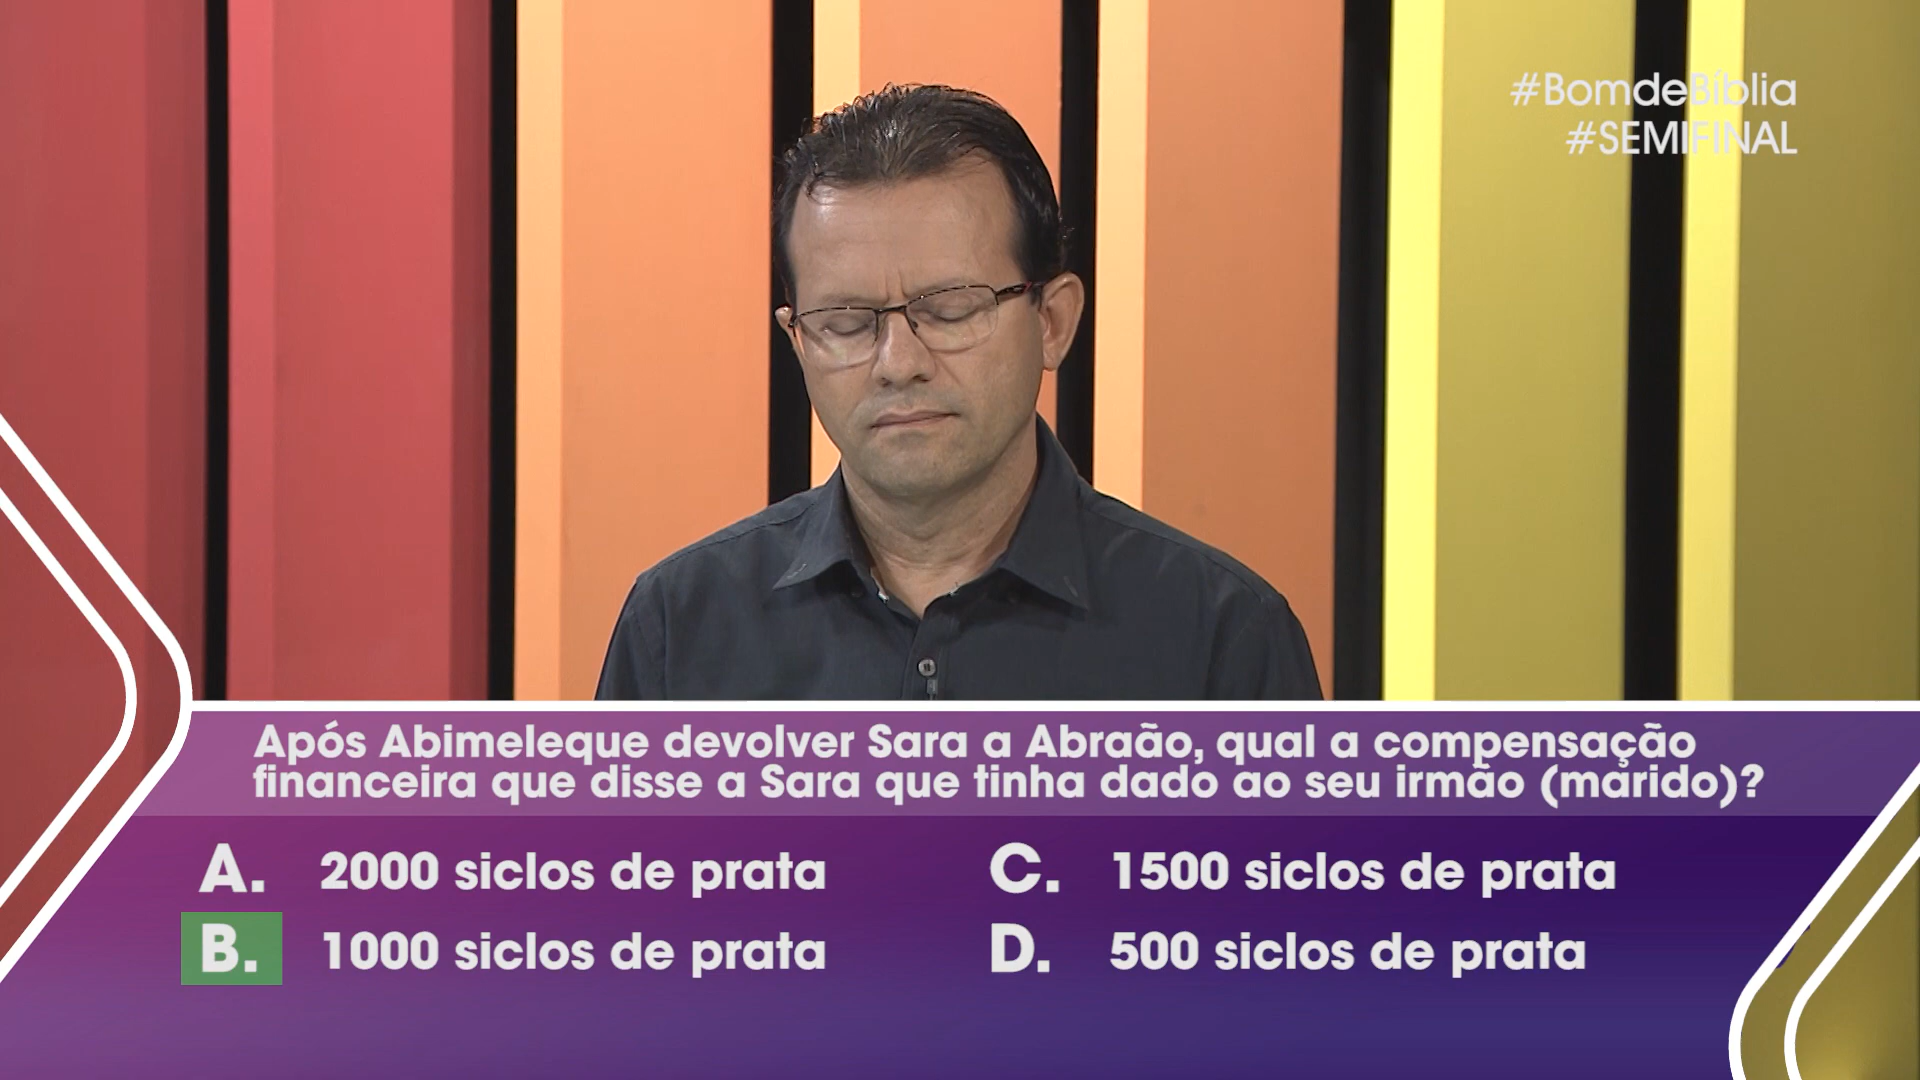 #BomdeBíblia
#SEMIFINAL
Após Abimeleque devolver Sara a Abraão, qual a compensação
financeira que disse a Sara que tinha dado ao seu irmão (marido)?
A. 2000 siclos de prata
B. 1000 siclos de prata
C. 1500 siclos de prata
D. 500 siclos de prata